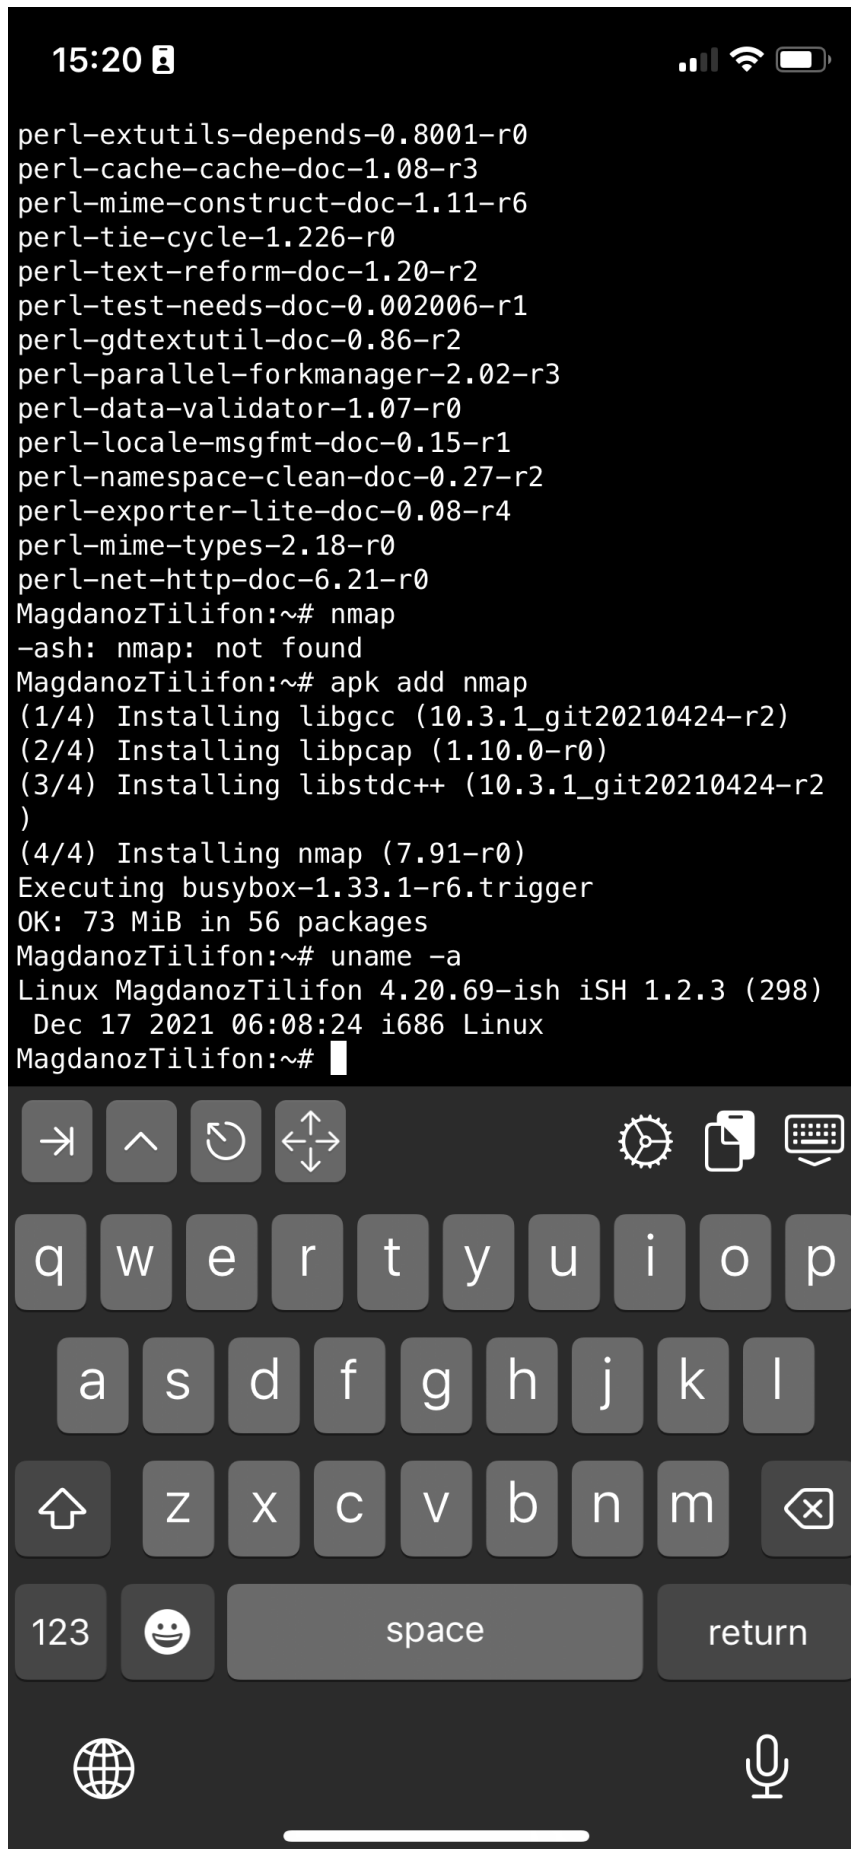 15:20
perl-extutils-depends-0.8001-r0
perl-cache-cache-doc-1.08-r3
perl-mime-construct-doc-1.11-r6
perl-tie-cycle-1.226-r0
perl-text-reform-doc-1.20-r2
perl-test-needs-doc-0.002006-r1
perl-gdtextutil-doc-0.86-r2
perl-parallel-forkmanager-2.02-r3
perl-data-validator-1.07-r0
perl-locale-msgfmt-doc-0.15-r1
perl-namespace-clean-doc-0.27-r2
perl-exporter-lite-doc-0.08-r4
perl-mime-types-2.18-r0
perl-net-http-doc-6.21-r0
MagdanozTilifon:~# nmap
-ash: nmap: not found
MagdanozTilifon:~# apk add nmap
(1/4) Installing libgcc (10.3.1_git20210424-r2)
(2/4) Installing libpcap (1.10.0-r0)
(3/4) Installing libstdc++ (10.3.1_git20210424-r2
)
(4/4) Installing nmap (7.91-r0)
Executing busybox-1.33.1-r6.trigger
OK: 73 MiB in 56 packages
MagdanozTilifon:~# uname -a
Linux MagdanozTilifon 4.20.69-ish iSH 1.2.3 (298)
 Dec 17 2021 06:08:24 i686 Linux
MagdanozTilifon:~#
q w e r t y u i o p
a s d f g h j k l
z x c v b n m
123 space return